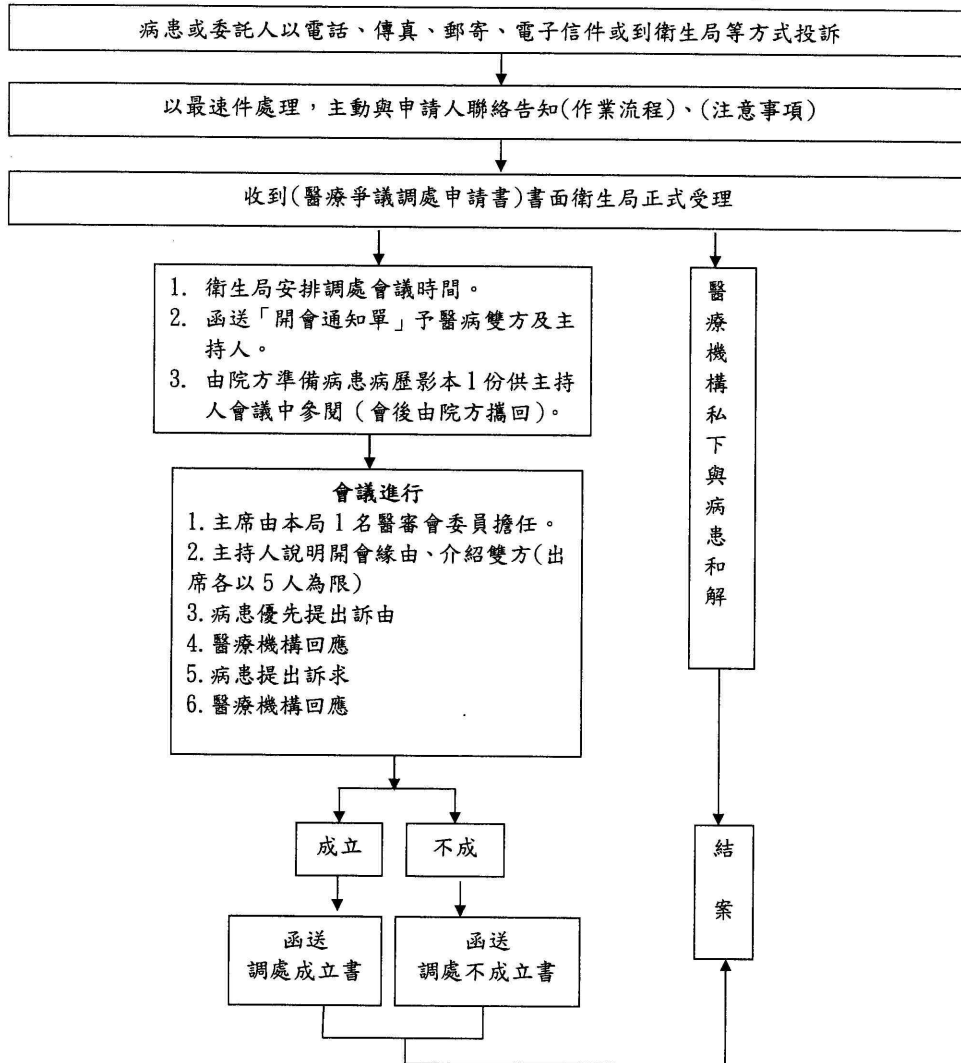 病患或委託人以電話、傳真、郵寄、電子信件或到衛生局等方式投訴
以最速件處理，主動與申請人聯絡告知(作業流程)、(注意事項)
收到(醫療爭議調處申請書)書面衛生局正式受理
1. 衛生局安排調處會議時間。
2. 函送「開會通知單」予醫病雙方及主
持人。
3. 由院方準備病患病歷影本1份供主持
人會議中參閱（會後由院方攜回）。
醫療機構私下與病患和解
會議進行
1.主席由本局1名醫審會委員擔任。
2.主持人說明開會緣由、介紹雙方(出
席各以5人為限)
3.病患優先提出訴由
4.醫療機構回應
5.病患提出訴求
6.醫療機構回應
成立
不成
結案
函送
調處成立書
函送
調處不成立書